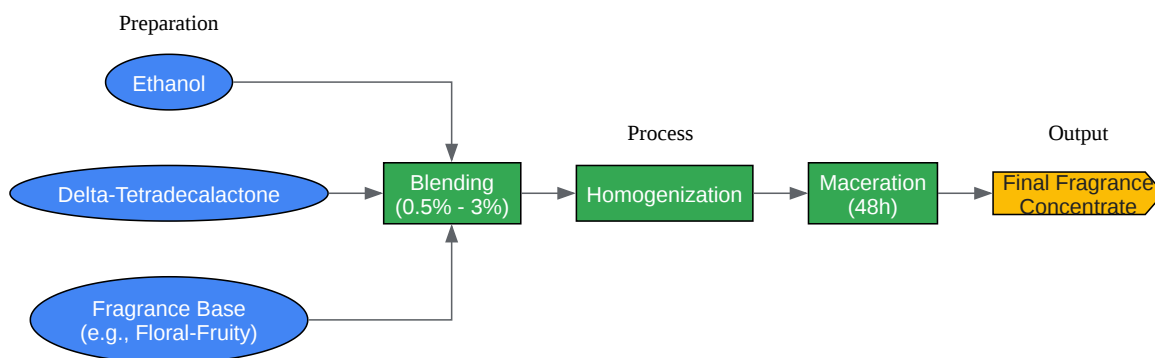 Preparation
Ethanol
Process
Output
Delta-Tetradecalactone
Blending
(0.5% - 3%)
Homogenization
Maceration
(48h)
Final Fragrance
Concentrate
Fragrance Base
(e.g., Floral-Fruity)